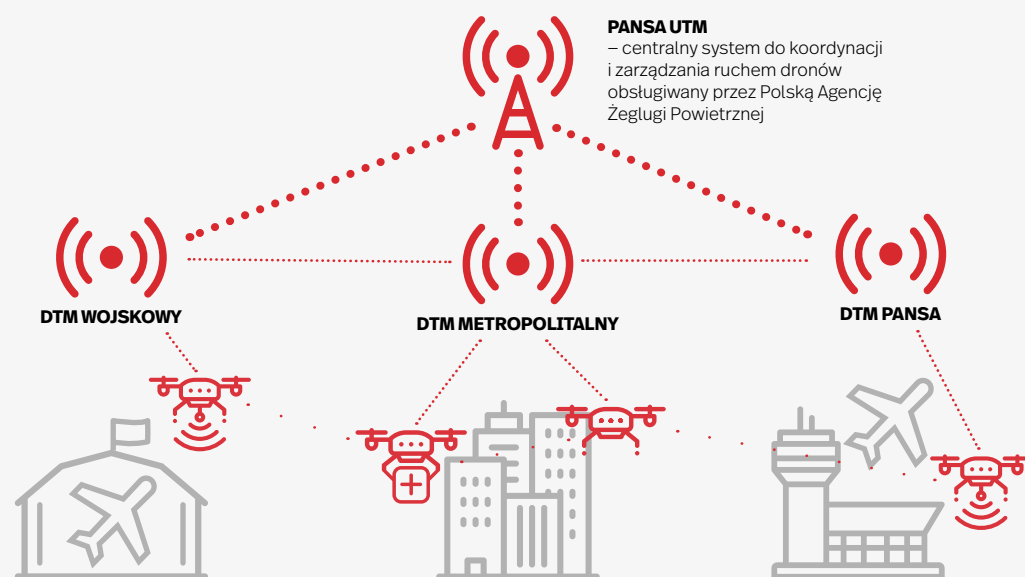 PANSA UTM
– centralny system do koordynacji
i zarządzania ruchem dronów
obsługiwany przez Polską Agencję
Żeglugi Powietrznej
DTM WOJSKOWY
DTM METROPOLITALNY
DTM PANSA